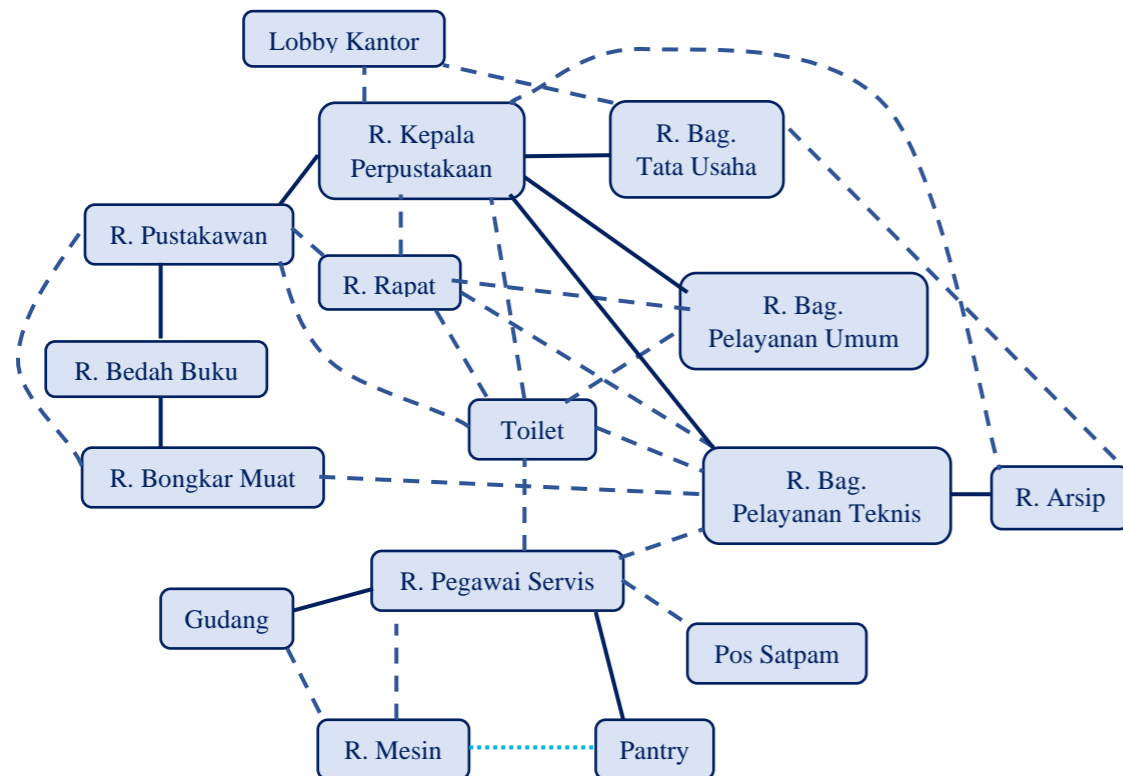 Lobby Kantor
R. Kepala
Perpustakaan
R. Bag.
Tata Usaha
R. Pustakawan
R. Rapat
R. Bag.
Pelayanan Umum
R. Bedah Buku
Toilet
R. Bongkar Muat
R. Bag.
Pelayanan Teknis
R. Arsip
R. Pegawai Servis
Gudang
Pos Satpam
R. Mesin
Pantry